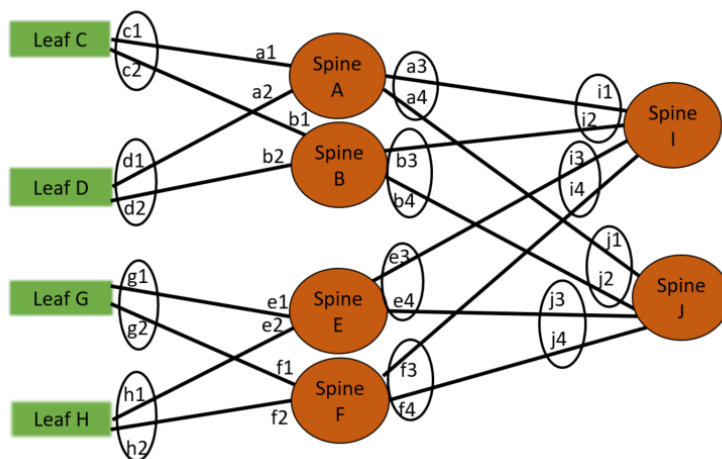 Leaf C
c1
c2
a1
a2
Spine
A
a3
a4
i1
i2
Spine
I
b1
b2
Spine
B
b3
b4
i3
i4
Leaf D
d1
d2
Leaf G
g1
g2
e1
e2
Spine
E
e3
e4
j1
j2
j3
j4
Spine
J
f1
f2
Spine
F
f3
f4
Leaf H
h1
h2